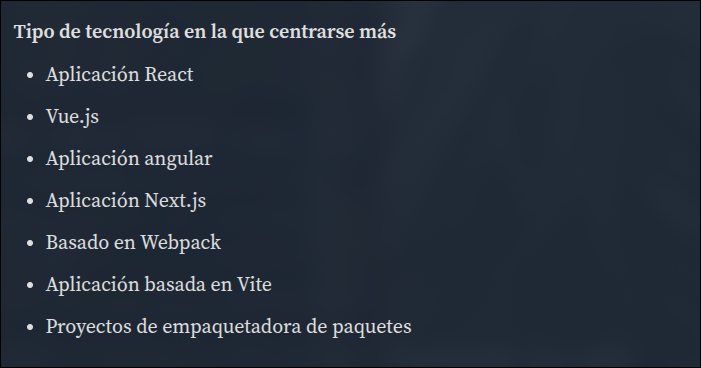 Tipo de tecnología en la que centrarse más
• Aplicación React
• Vue.js
• Aplicación angular
• Aplicación Next.js
• Basado en Webpack
• Aplicación basada en Vite
• Proyectos de empaquetadora de paquetes